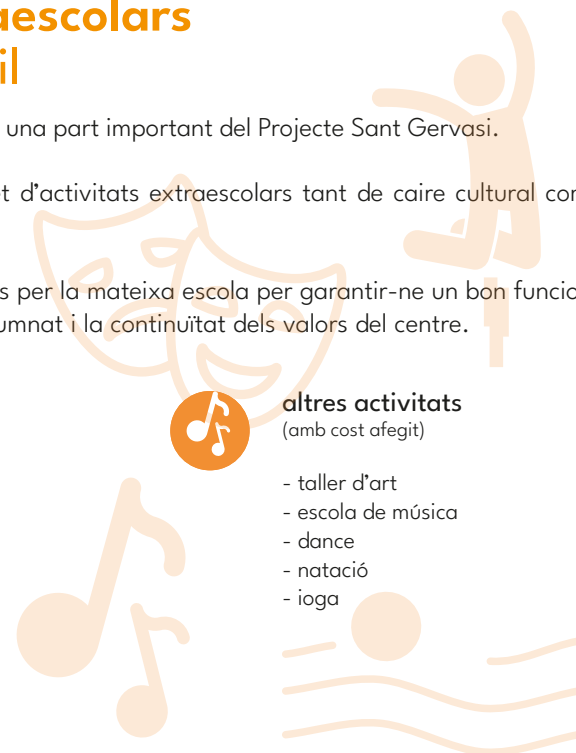 aescolars
il
una part important del Projecte Sant Gervasi.
t d’activitats extraescolars tant de caire cultural com
s per la mateixa escola per garantir-ne un bon funcio
umnat i la continuïtat dels valors del centre.
altres activitats
(amb cost afegit)
- taller d’art
- escola de música
- dance
- natació
- ioga